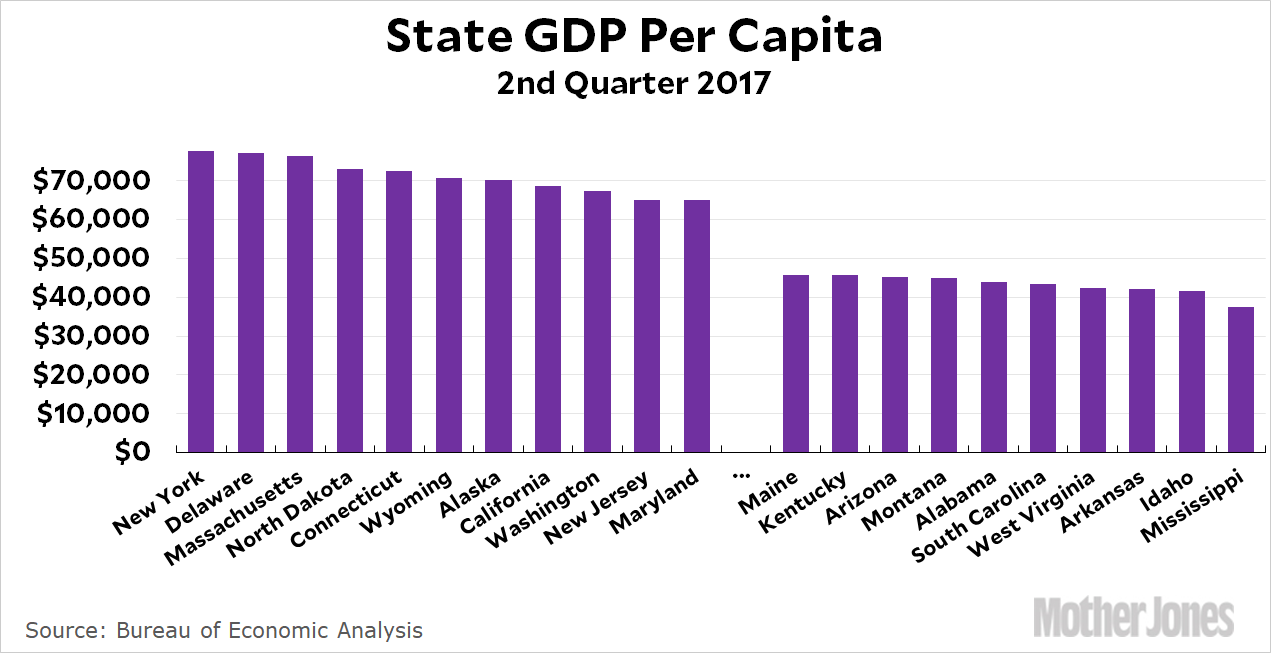 State GDP Per Capita
2nd Quarter 2017
$70,000
$60,000
$50,000
$40,000
$30,000
$20,000
$10,000
$0
New York
Delaware
Massachusetts
North Dakota
Connecticut
Wyoming
Alaska
California
Washington
New Jersey
Maryland
...
Maine
Kentucky
Arizona
Montana
Alabama
South Carolina
West Virginia
Arkansas
Idaho
Mississippi
Source: Bureau of Economic Analysis
Mother Jones